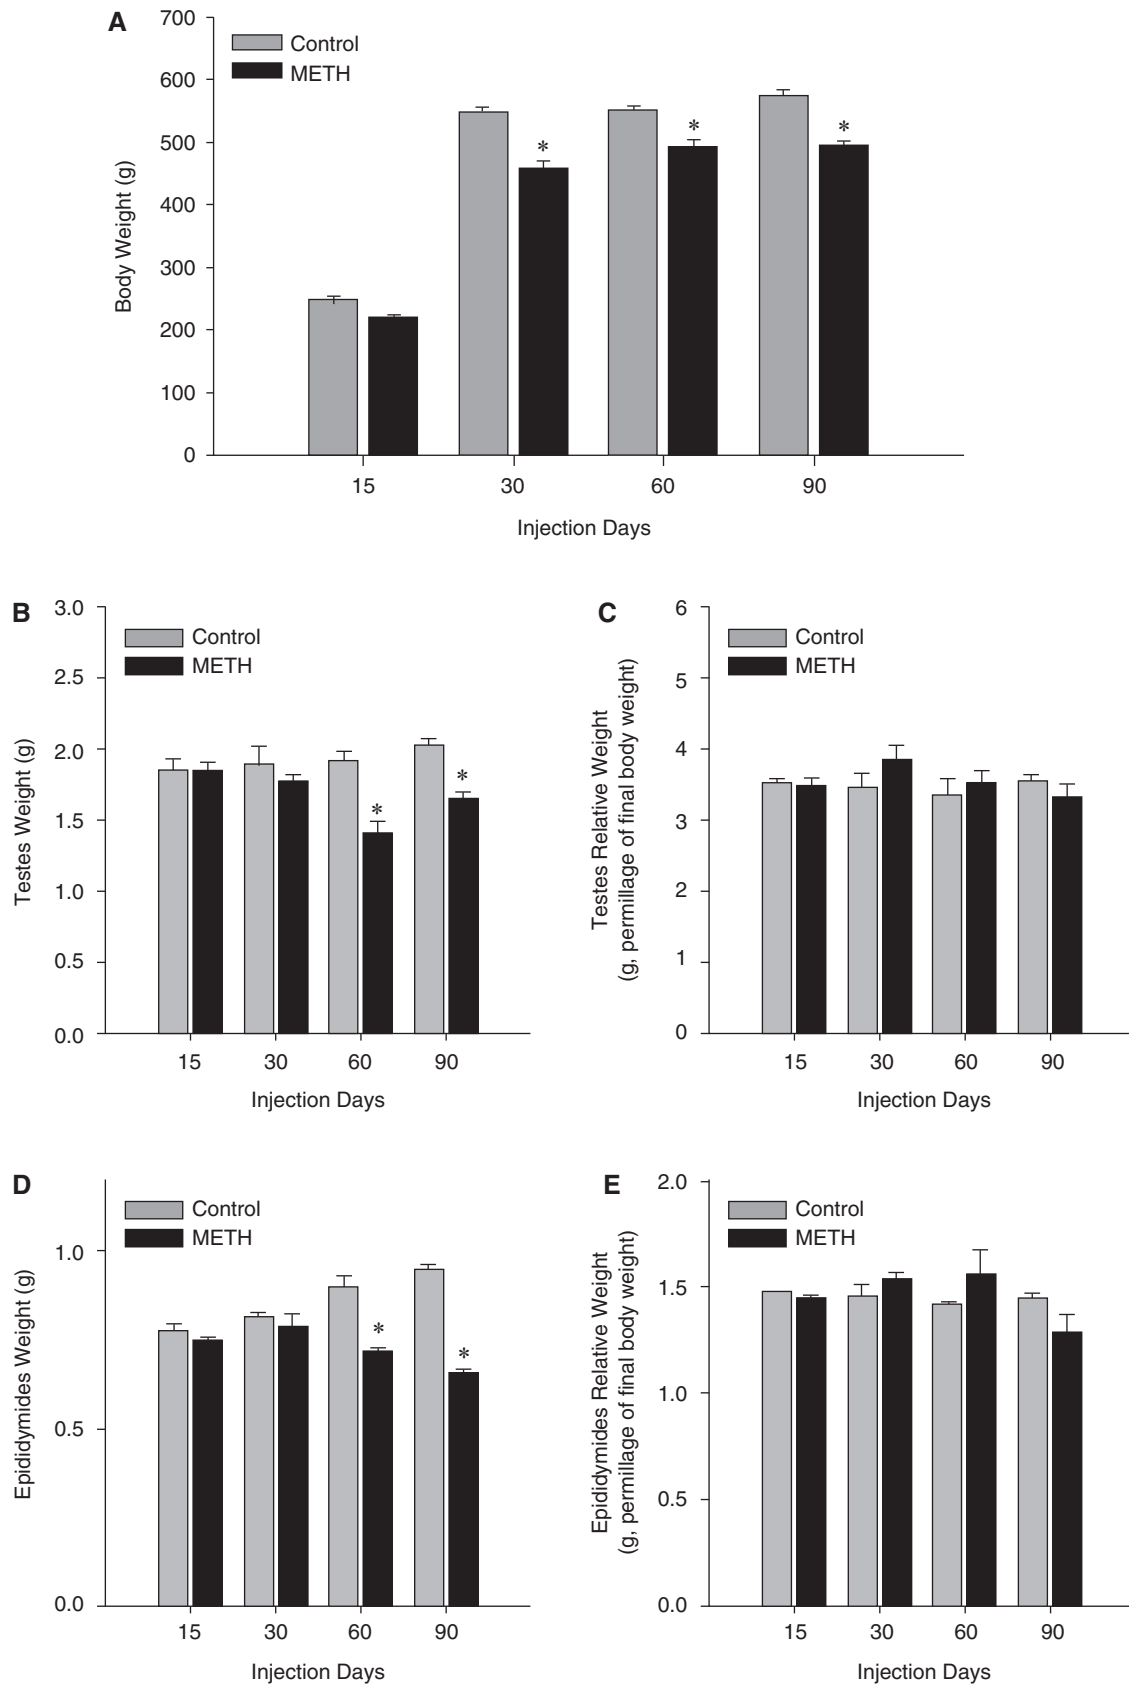 A
700
600
500
400
300
200
100
0
Body Weight (g)
Control
METH
*
*
*
15 30 60 90
Injection Days
B
3.0
2.5
2.0
1.5
1.0
0.5
0.0
Testes Weight (g)
Control
METH
*
*
15 30 60 90
Injection Days
C
6
5
4
3
2
1
0
Testes Relative Weight
(g, permillage of final body weight)
Control
METH
15 30 60 90
Injection Days
D
1.0
0.5
0.0
Epididymides Weight (g)
Control
METH
*
*
15 30 60 90
Injection Days
E
2.0
1.5
1.0
0.5
0.0
Epididymides Relative Weight
(g, permillage of final body weight)
Control
METH
15 30 60 90
Injection Days